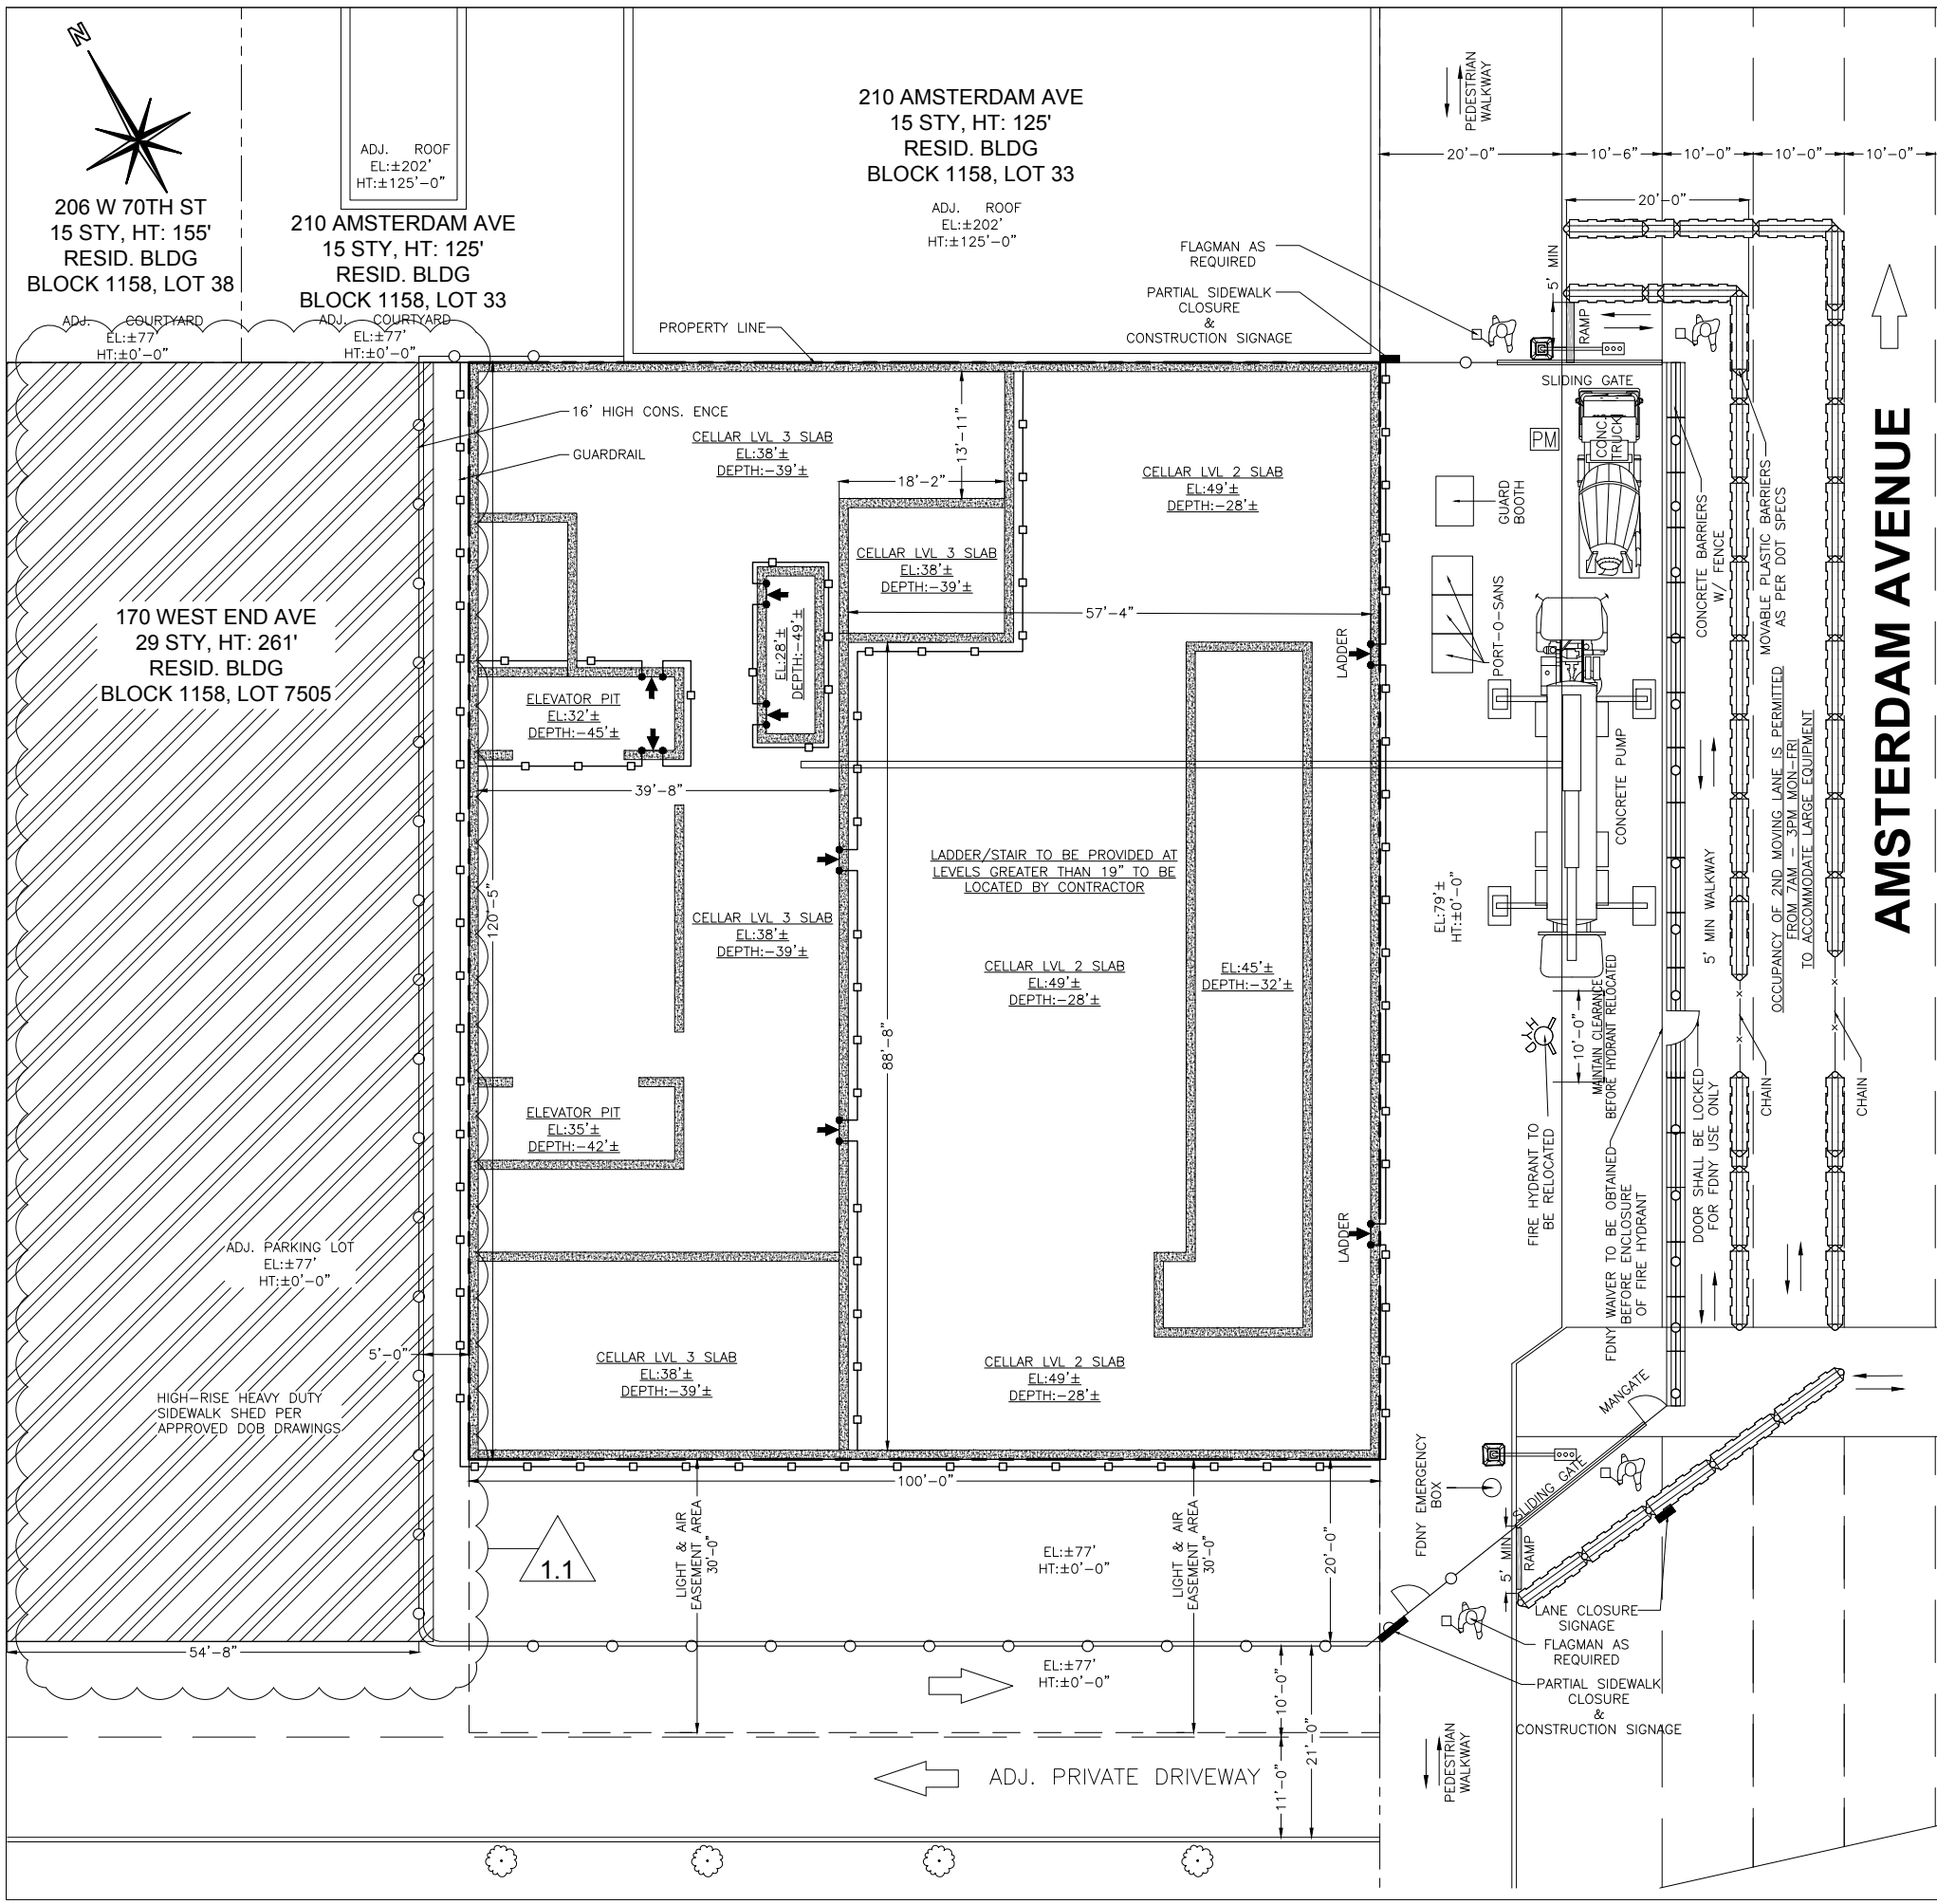 N
206 W 70TH ST
15 STY, HT: 155'
RESID. BLDG
BLOCK 1158, LOT 38
ADJ. COURTYARD
EL:±77
HT:±0'-0"
ADJ. ROOF
EL:±202'
HT:±125'-0"
210 AMSTERDAM AVE
15 STY, HT: 125'
RESID. BLDG
BLOCK 1158, LOT 33
ADJ. COURTYARD
EL:±77'
HT:±0'-0"
210 AMSTERDAM AVE
15 STY, HT: 125'
RESID. BLDG
BLOCK 1158, LOT 33
ADJ. ROOF
EL:±202'
HT:±125'-0"
PROPERTY LINE
FLAGMAN AS
REQUIRED
PARTIAL SIDEWALK
CLOSURE
&
CONSTRUCTION SIGNAGE
PEDESTRIAN
WALKWAY
20'-0"
10'-6"
10'-0"
10'-0"
10'-0"
20'-0"
5' MIN
RAMP
SLIDING GATE
16' HIGH CONS. ENCE
GUARDRAIL
CELLAR LVL 3 SLAB
EL:38'±
DEPTH:-39'±
13'-11"
18'-2"
CELLAR LVL 2 SLAB
EL:49'±
DEPTH:-28'±
CELLAR LVL 3 SLAB
EL:38'±
DEPTH:-39'±
57'-4"
PM
CONC.
TRUCK
GUARD
BOOTH
PORT-O-SANS
CONCRETE BARRIERS
W/ FENCE
MOVABLE PLASTIC BARRIERS
AS PER DOT SPECS
AMSTERDAM AVENUE
170 WEST END AVE
29 STY, HT: 261'
RESID. BLDG
BLOCK 1158, LOT 7505
EL:28'±
DEPTH:-49'±
LADDER
ELEVATOR PIT
EL:32'±
DEPTH:-45'±
39'-8"
120'-5"
CONCRETE PUMP
OCCUPANCY OF 2ND MOVING LANE IS PERMITTED
FROM 7AM - 3PM MON-FRI
TO ACCOMMODATE LARGE EQUIPMENT
LADDER/STAIR TO BE PROVIDED AT
LEVELS GREATER THAN 19" TO BE
LOCATED BY CONTRACTOR
EL:79'±
HT:±0'-0"
5' MIN WALKWAY
CELLAR LVL 3 SLAB
EL:38'±
DEPTH:-39'±
CELLAR LVL 2 SLAB
EL:49'±
DEPTH:-28'±
EL:45'±
DEPTH:-32'±
88'-8"
HYD
10'-0"
MAINTAIN CLEARANCE
BEFORE HYDRANT RELOCATED
CHAIN
CHAIN
ELEVATOR PIT
EL:35'±
DEPTH:-42'±
FIRE HYDRANT TO
BE RELOCATED
FDNY WAIVER TO BE OBTAINED
BEFORE ENCLOSURE
OF FIRE HYDRANT
DOOR SHALL BE LOCKED
FOR FDNY USE ONLY
LADDER
ADJ. PARKING LOT
EL:±77'
HT:±0'-0"
5'-0"
HIGH-RISE HEAVY DUTY
SIDEWALK SHED PER
APPROVED DOB DRAWINGS
CELLAR LVL 3 SLAB
EL:38'±
DEPTH:-39'±
CELLAR LVL 2 SLAB
EL:49'±
DEPTH:-28'±
MANGATE
SLIDING GATE
FDNY EMERGENCY
BOX
100'-0"
1.1
LIGHT & AIR
EASEMENT AREA
30'-0"
EL:±77'
HT:±0'-0"
LIGHT & AIR
EASEMENT AREA
30'-0"
20'-0"
5' MIN
RAMP
LANE CLOSURE
SIGNAGE
FLAGMAN AS
REQUIRED
PARTIAL SIDEWALK
CLOSURE
&
CONSTRUCTION SIGNAGE
54'-8"
EL:±77'
HT:±0'-0"
10'-0"
21'-0"
11'-0"
ADJ. PRIVATE DRIVEWAY
PEDESTRIAN
WALKWAY